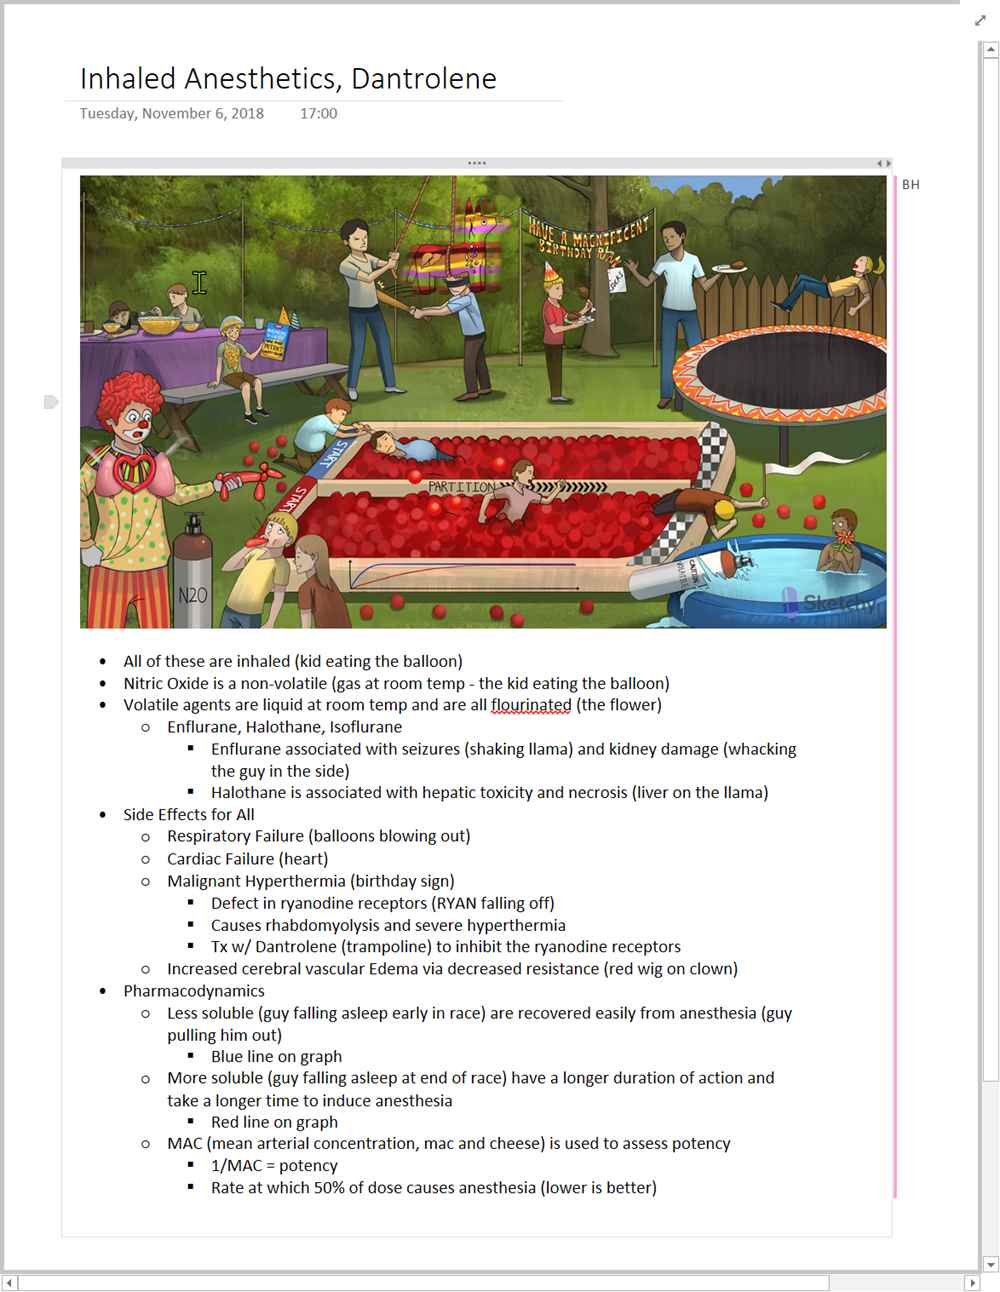 Inhaled Anesthetics, Dantrolene
Tuesday, November 6, 2018 17:00
BH
HAVE A MAGNIFICENT
BIRTHDAY RYAN
START
PARTITION
START
N2O
CAUTION
Sketchy
• All of these are inhaled (kid eating the balloon)
• Nitric Oxide is a non-volatile (gas at room temp - the kid eating the balloon)
• Volatile agents are liquid at room temp and are all flourinated (the flower)
○ Enflurane, Halothane, Isoflurane
▪ Enflurane associated with seizures (shaking llama) and kidney damage (whacking
the guy in the side)
▪ Halothane is associated with hepatic toxicity and necrosis (liver on the llama)
• Side Effects for All
○ Respiratory Failure (balloons blowing out)
○ Cardiac Failure (heart)
○ Malignant Hyperthermia (birthday sign)
▪ Defect in ryanodine receptors (RYAN falling off)
▪ Causes rhabdomyolysis and severe hyperthermia
▪ Tx w/ Dantrolene (trampoline) to inhibit the ryanodine receptors
○ Increased cerebral vascular Edema via decreased resistance (red wig on clown)
• Pharmacodynamics
○ Less soluble (guy falling asleep early in race) are recovered easily from anesthesia (guy
pulling him out)
▪ Blue line on graph
○ More soluble (guy falling asleep at end of race) have a longer duration of action and
take a longer time to induce anesthesia
▪ Red line on graph
○ MAC (mean arterial concentration, mac and cheese) is used to assess potency
▪ 1/MAC = potency
▪ Rate at which 50% of dose causes anesthesia (lower is better)